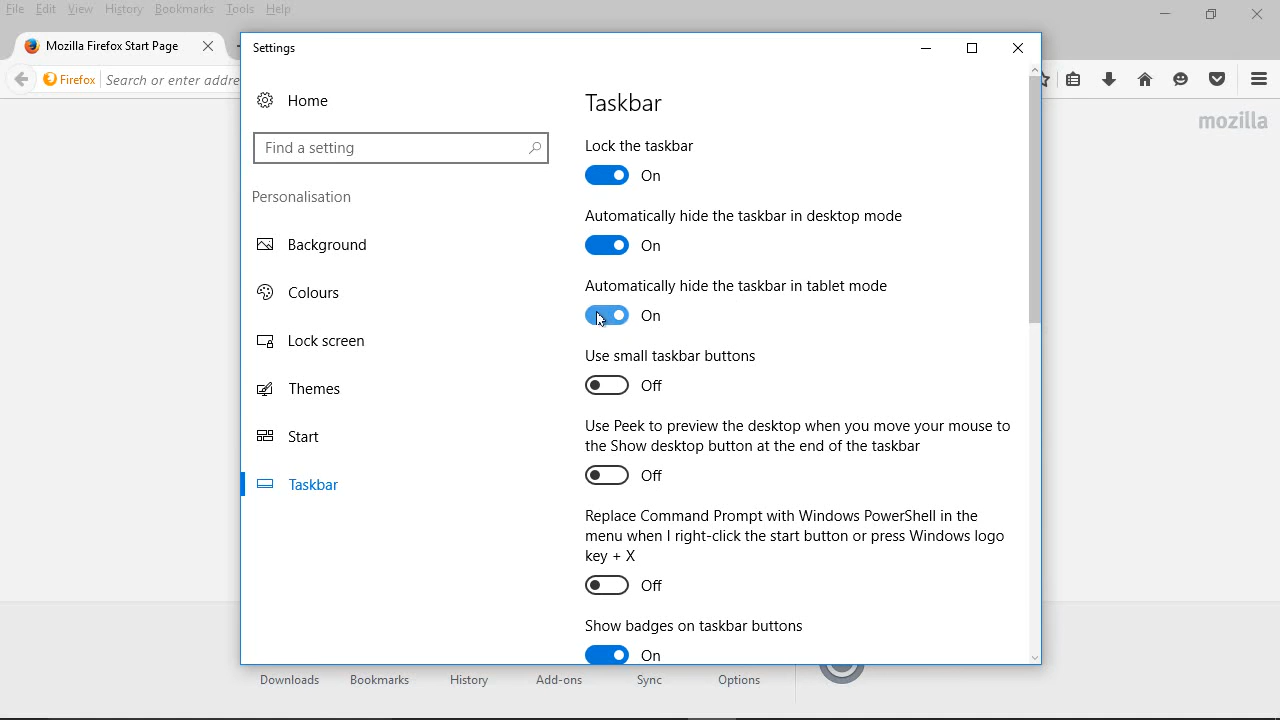 File Edit View History Bookmarks Tools Help
Mozilla Firefox Start Page
Firefox Search or enter addre
mozilla
Settings
Home
Find a setting
Personalisation
Background
Colours
Lock screen
Themes
Start
Taskbar
Taskbar
Lock the taskbar
On
Automatically hide the taskbar in desktop mode
On
Automatically hide the taskbar in tablet mode
On
Use small taskbar buttons
Off
Use Peek to preview the desktop when you move your mouse to
the Show desktop button at the end of the taskbar
Off
Replace Command Prompt with Windows PowerShell in the
menu when I right-click the start button or press Windows logo
key + X
Off
Show badges on taskbar buttons
On
Downloads Bookmarks History Add-ons Sync Options